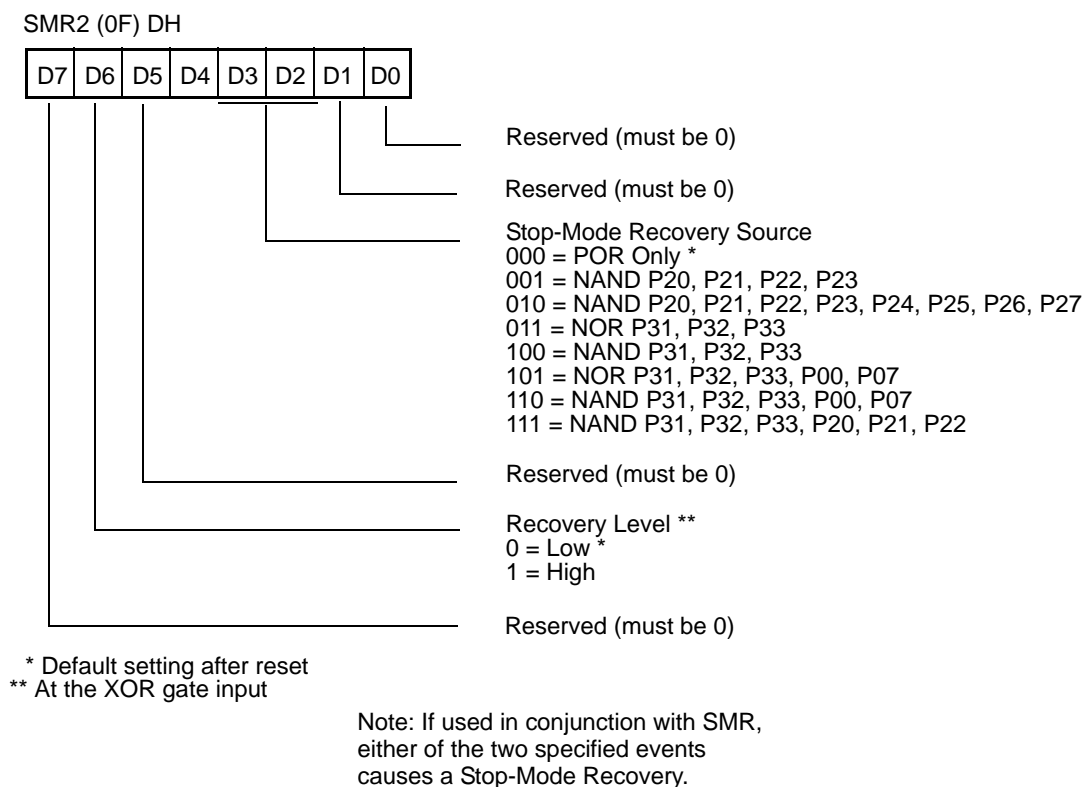 SMR2 (0F) DH
D7 D6 D5 D4 D3 D2 D1 D0
Reserved (must be 0)
Reserved (must be 0)
Stop-Mode Recovery Source
000 = POR Only *
001 = NAND P20, P21, P22, P23
010 = NAND P20, P21, P22, P23, P24, P25, P26, P27
011 = NOR P31, P32, P33
100 = NAND P31, P32, P33
101 = NOR P31, P32, P33, P00, P07
110 = NAND P31, P32, P33, P00, P07
111 = NAND P31, P32, P33, P20, P21, P22
Reserved (must be 0)
Recovery Level **
0 = Low *
1 = High
Reserved (must be 0)
* Default setting after reset
** At the XOR gate input
Note: If used in conjunction with SMR,
either of the two specified events
causes a Stop-Mode Recovery.